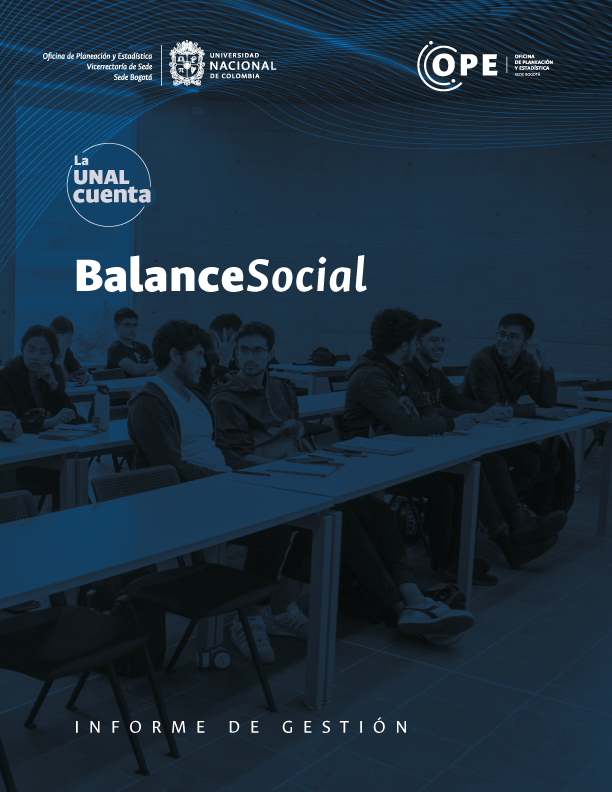 Oficina de Planeación y Estadística
Vicerrectoría de Sede
Sede Bogotá
UNIVERSIDAD
NACIONAL
DE COLOMBIA
OPE
OFICINA
DE PLANEACIÓN
Y ESTADÍSTICA
SEDE BOGOTÁ
La
UNAL
cuenta
BalanceSocial
INFORME DE GESTIÓN